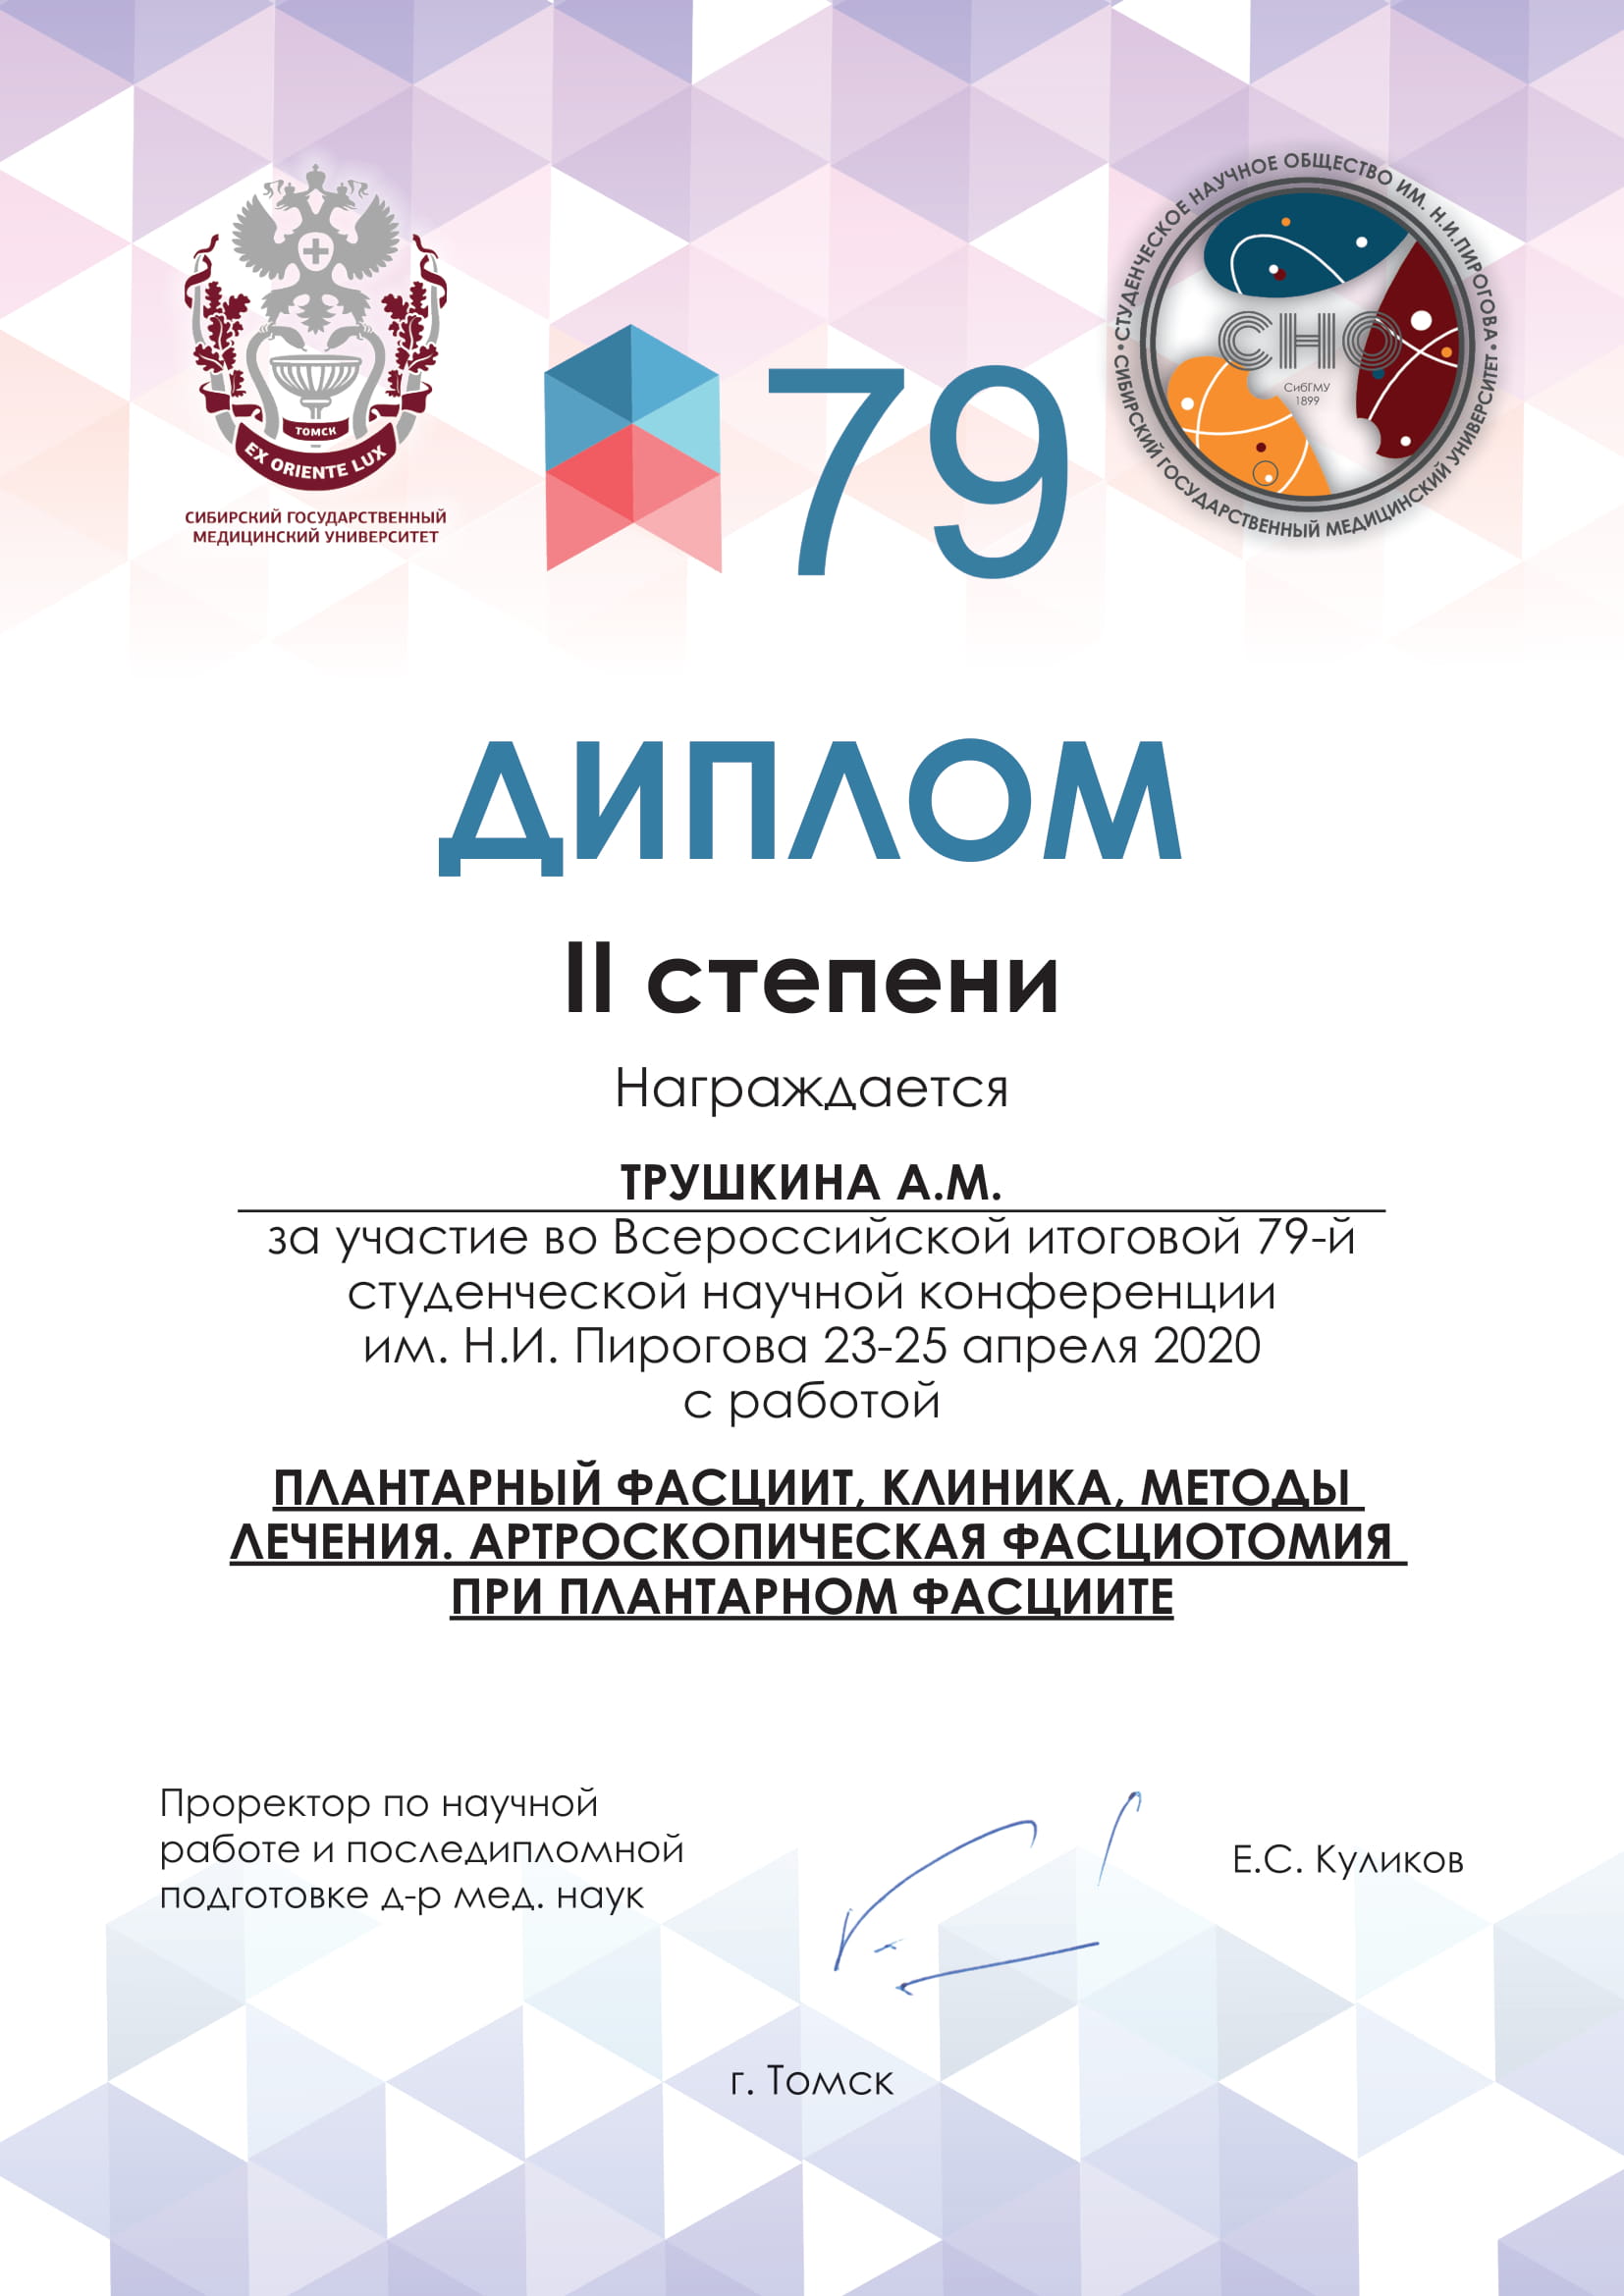 ТОМСК
EX ORIENTE LUX
СИБИРСКИЙ ГОСУДАРСТВЕННЫЙ
МЕДИЦИНСКИЙ УНИВЕРСИТЕТ
79
• СТУДЕНЧЕСКОЕ НАУЧНОЕ ОБЩЕСТВО ИМ. Н.И.ПИРОГОВА •
СИБИРСКИЙ ГОСУДАРСТВЕННЫЙ МЕДИЦИНСКИЙ УНИВЕРСИТЕТ
СНО
СибГМУ
1899
ДИПЛОМ
II степени
Награждается
ТРУШКИНА А.М.
за участие во Всероссийской итоговой 79-й
студенческой научной конференции
им. Н.И. Пирогова 23-25 апреля 2020
с работой
ПЛАНТАРНЫЙ ФАСЦИИТ, КЛИНИКА, МЕТОДЫ
ЛЕЧЕНИЯ. АРТРОСКОПИЧЕСКАЯ ФАСЦИОТОМИЯ
ПРИ ПЛАНТАРНОМ ФАСЦИИТЕ
Проректор по научной
работе и последипломной
подготовке д-р мед. наук
Е.С. Куликов
г. Томск